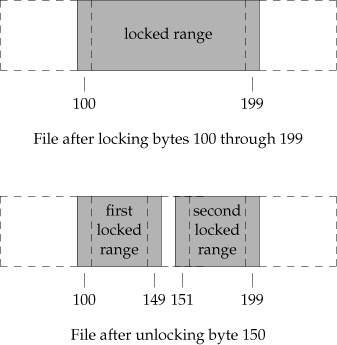 locked range
100 199
File after locking bytes 100 through 199
first second
locked locked
range range
100 149 151 199
File after unlocking byte 150